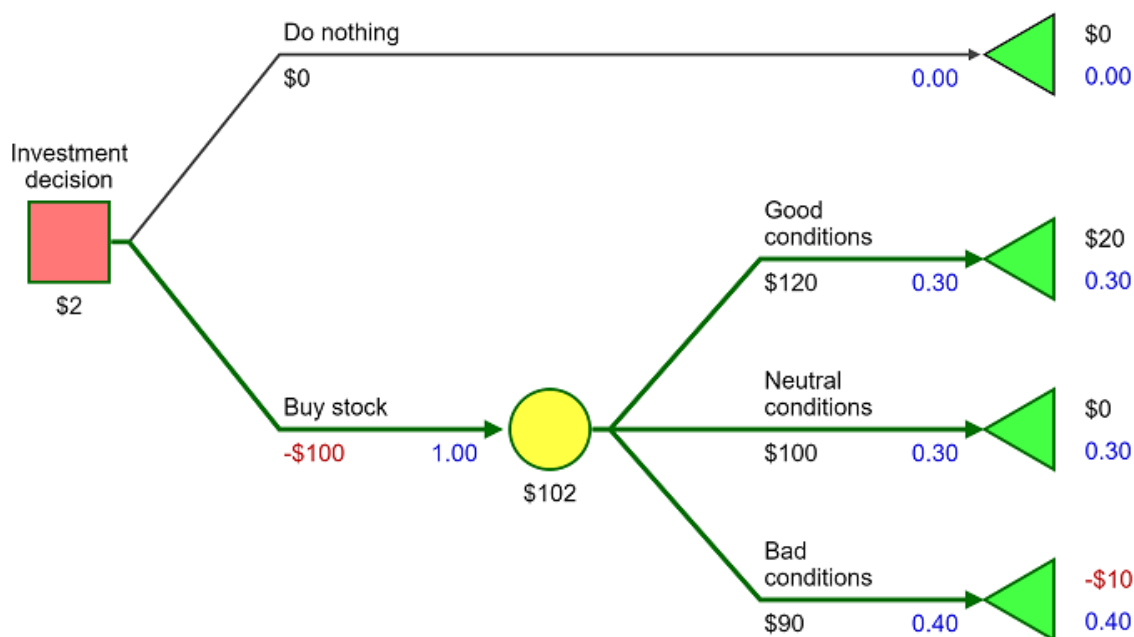 Do nothing
$0
0.00
$0
0.00
Investment
decision
$2
Good
conditions
$120
0.30
$20
0.30
Buy stock
-$100
1.00
$102
Neutral
conditions
$100
0.30
$0
0.30
Bad
conditions
$90
0.40
-$10
0.40